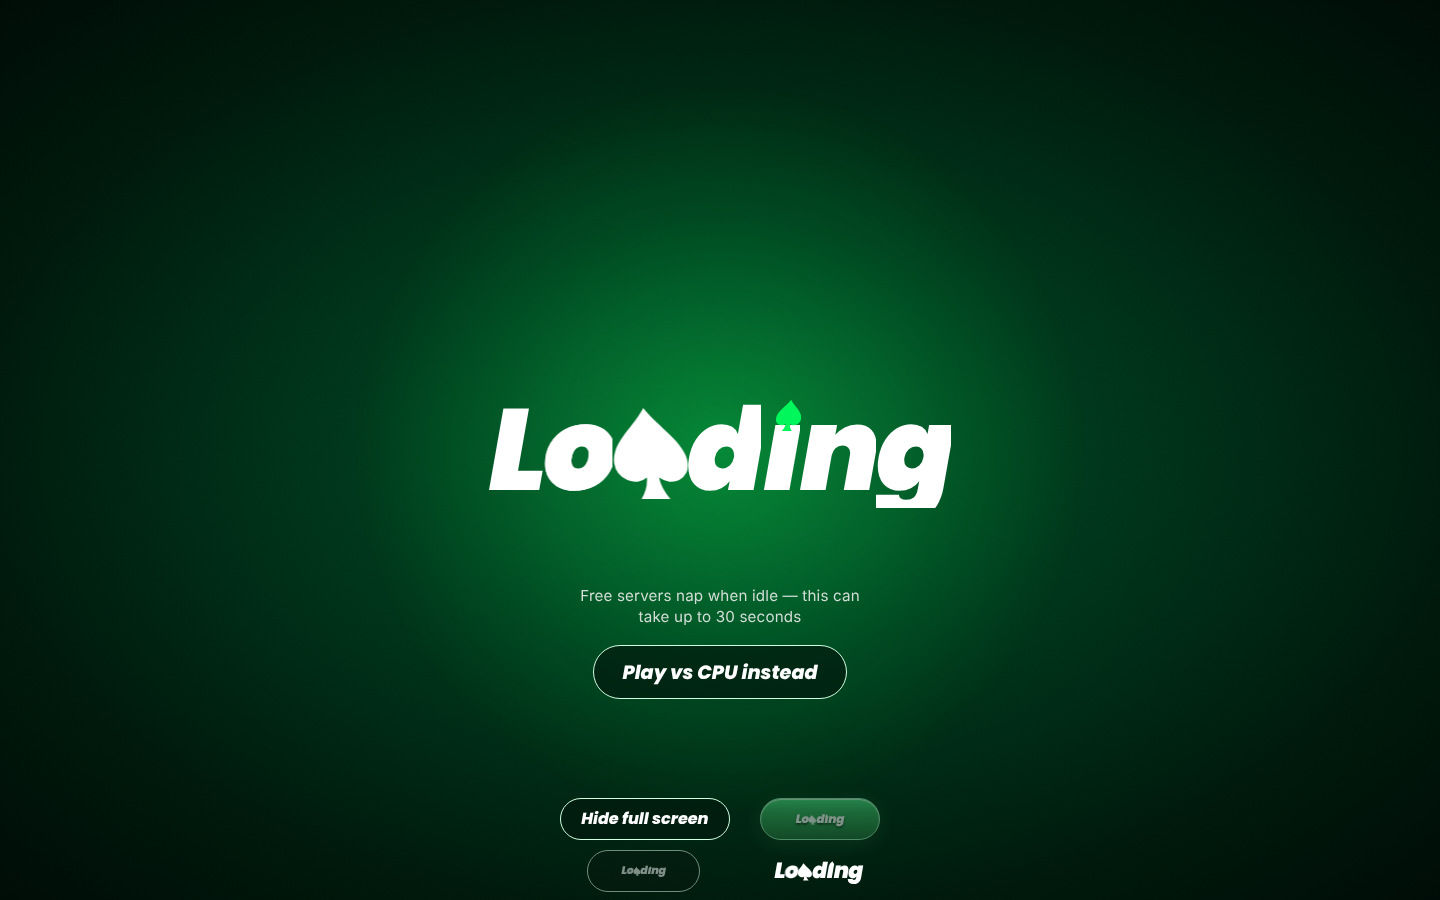 Loading
Free servers nap when idle — this can
take up to 30 seconds
Play vs CPU instead
Hide full screen
Loading
Loading
Loading